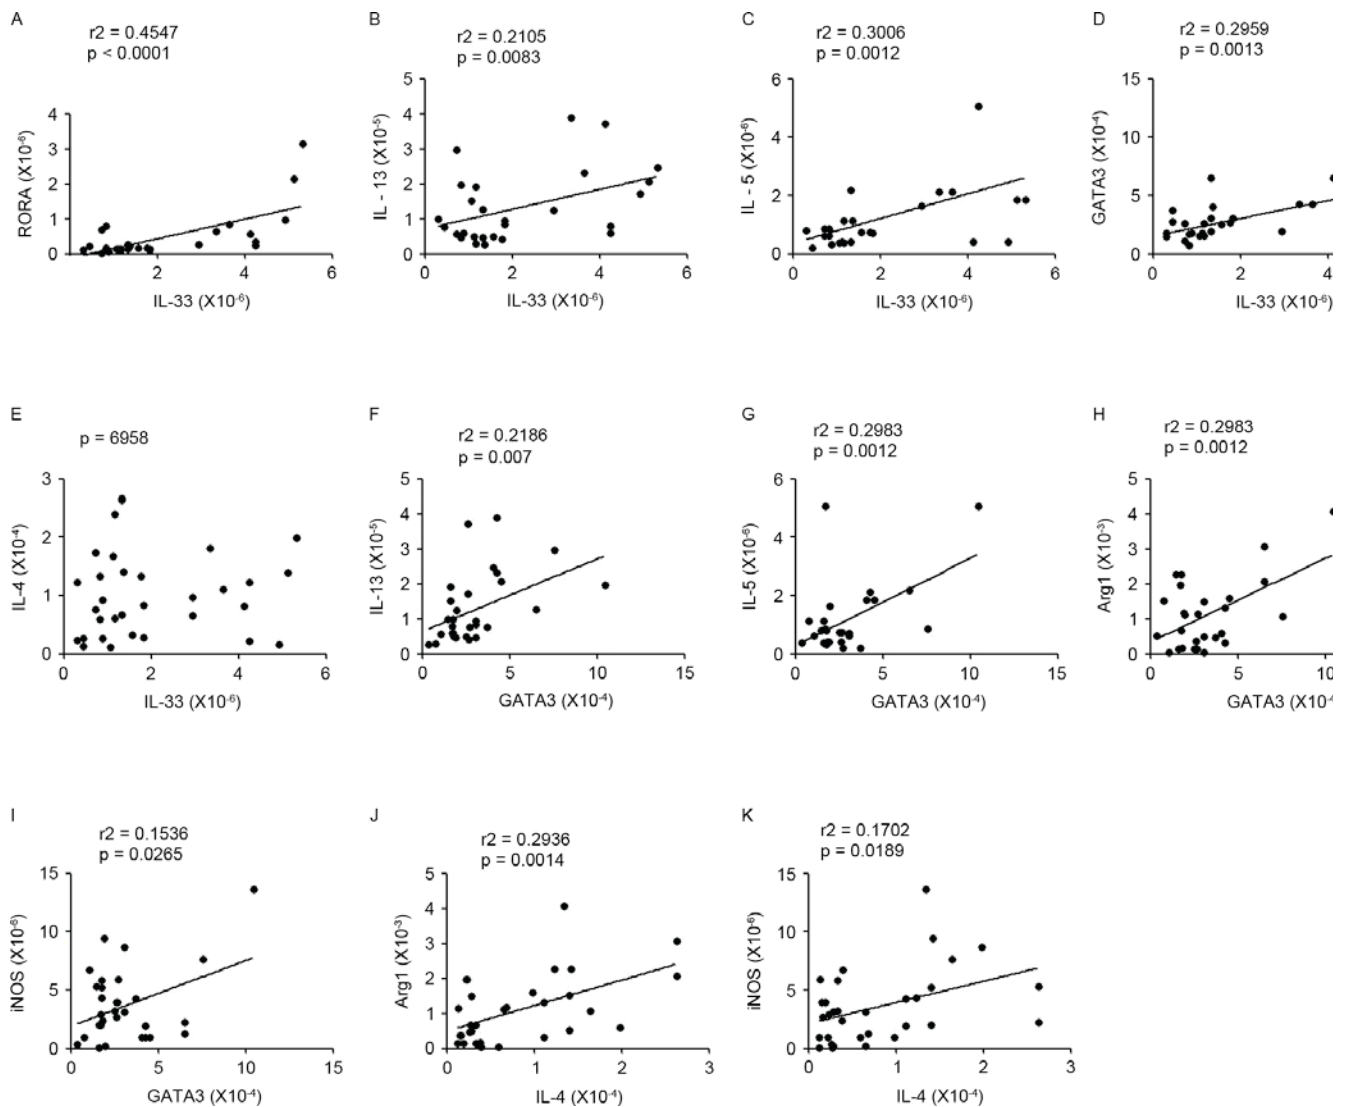 A
r2 = 0.4547
p < 0.0001
RORA (X10⁻⁶)
4
3
2
1
0
2
4
6
IL-33 (X10⁻⁶)
B
r2 = 0.2105
p = 0.0083
IL - 13 (X10⁻⁵)
5
4
3
2
1
0
0
2
4
6
IL-33 (X10⁻⁶)
C
r2 = 0.3006
p = 0.0012
IL - 5 (X10⁻⁶)
6
4
2
0
0
2
4
6
IL-33 (X10⁻⁶)
D
r2 = 0.2959
p = 0.0013
GATA3 (X10⁻⁴)
15
10
5
0
0
2
4
IL-33 (X10⁻⁶)
E
p = 6958
IL-4 (X10⁻⁴)
3
2
1
0
0
2
4
6
IL-33 (X10⁻⁶)
F
r2 = 0.2186
p = 0.007
IL-13 (X10⁻⁵)
5
4
3
2
1
0
0
5
10
15
GATA3 (X10⁻⁴)
G
r2 = 0.2983
p = 0.0012
IL-5 (X10⁻⁶)
6
4
2
0
0
5
10
15
GATA3 (X10⁻⁴)
H
r2 = 0.2983
p = 0.0012
Arg1 (X10⁻³)
5
4
3
2
1
0
0
5
10
GATA3 (X10⁻⁴
I
r2 = 0.1536
p = 0.0265
iNOS (X10⁻⁶)
15
10
5
0
0
5
10
15
GATA3 (X10⁻⁴)
J
r2 = 0.2936
p = 0.0014
Arg1 (X10⁻³)
5
4
3
2
1
0
0
1
2
3
IL-4 (X10⁻⁴)
K
r2 = 0.1702
p = 0.0189
iNOS (X10⁻⁶)
15
10
5
0
0
1
2
3
IL-4 (X10⁻⁴)